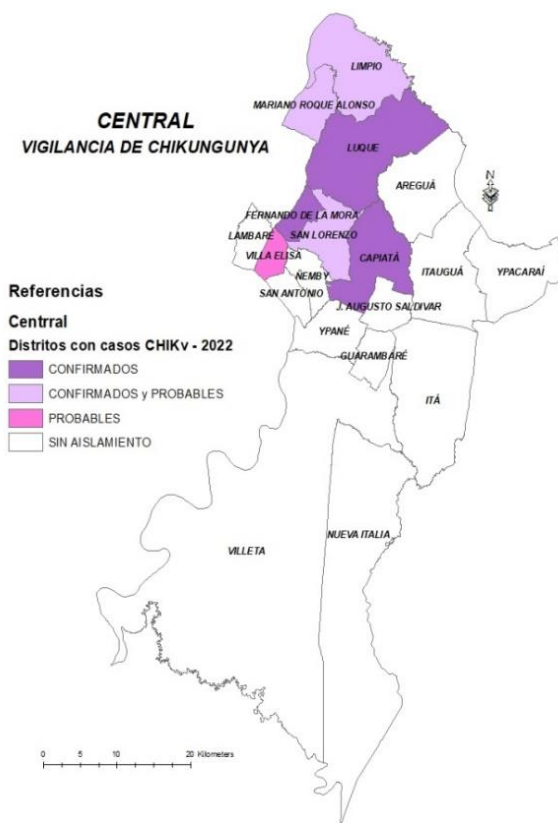 CENTRAL
VIGILANCIA DE CHIKUNGUNYA
LIMPIO
MARIANO ROQUE ALONSO
LUQUE
AREGUÁ
N
FERNANDO DE LA MORA
LAMBARÉ
SAN LORENZO
VILLA ELISA
CAPIATÁ
ITAUGUÁ
YPACARAÍ
ÑEMBY
SAN ANTONIO
J. AUGUSTO SALDIVAR
YPANÉ
GUARAMBARÉ
ITÁ
Referencias
Centrral
Distritos con casos CHIKv - 2022
CONFIRMADOS
CONFIRMADOS y PROBABLES
PROBABLES
SIN AISLAMIENTO
VILLETA
NUEVA ITALIA
0 5 10 20 Kilometers